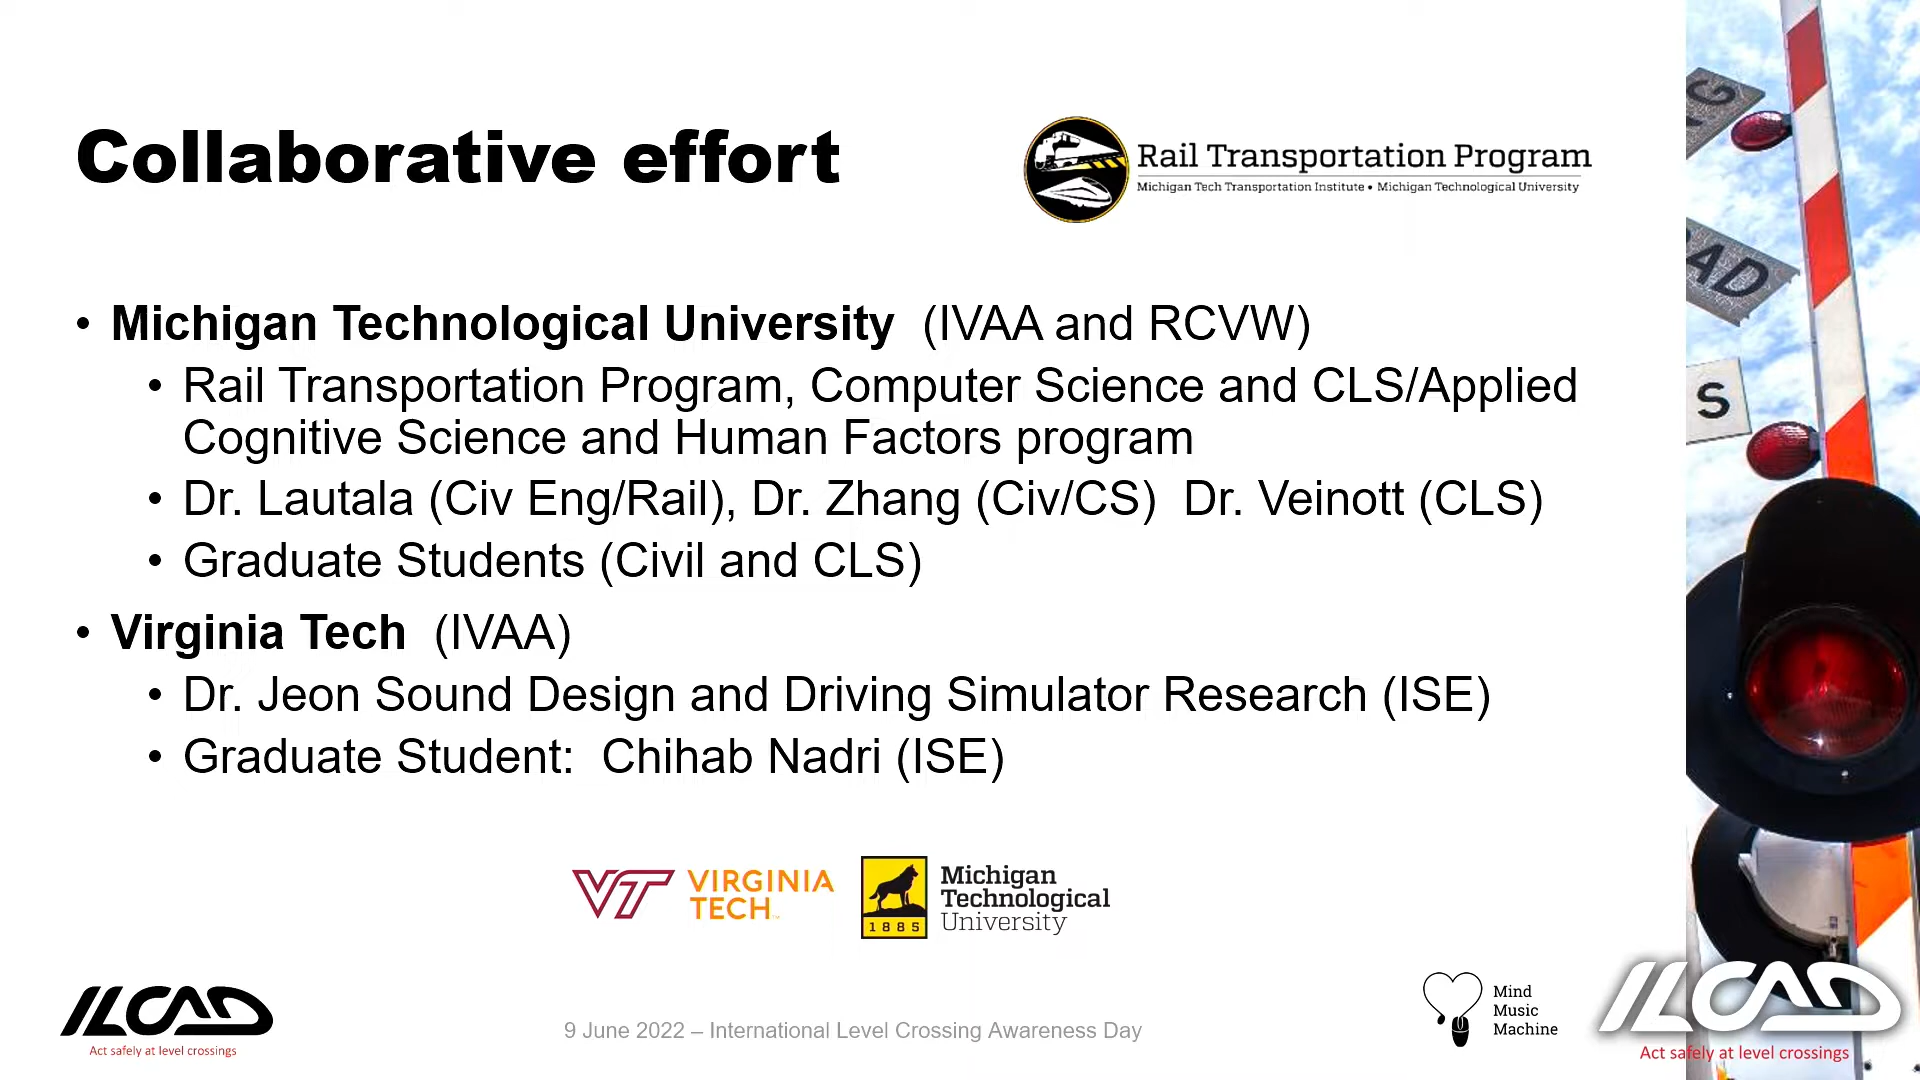 Collaborative effort
Rail Transportation Program
Michigan Tech Transportation Institute • Michigan Technological University
• Michigan Technological University (IVAA and RCVW)
• Rail Transportation Program, Computer Science and CLS/Applied
Cognitive Science and Human Factors program
• Dr. Lautala (Civ Eng/Rail), Dr. Zhang (Civ/CS) Dr. Veinott (CLS)
• Graduate Students (Civil and CLS)
• Virginia Tech (IVAA)
• Dr. Jeon Sound Design and Driving Simulator Research (ISE)
• Graduate Student: Chihab Nadri (ISE)
VT VIRGINIA
TECH
1885
Michigan
Technological
University
ILCAD
Act safely at level crossings
9 June 2022 – International Level Crossing Awareness Day
Mind
Music
Machine
ILCAD
Act safely at level crossings
G
AD
S